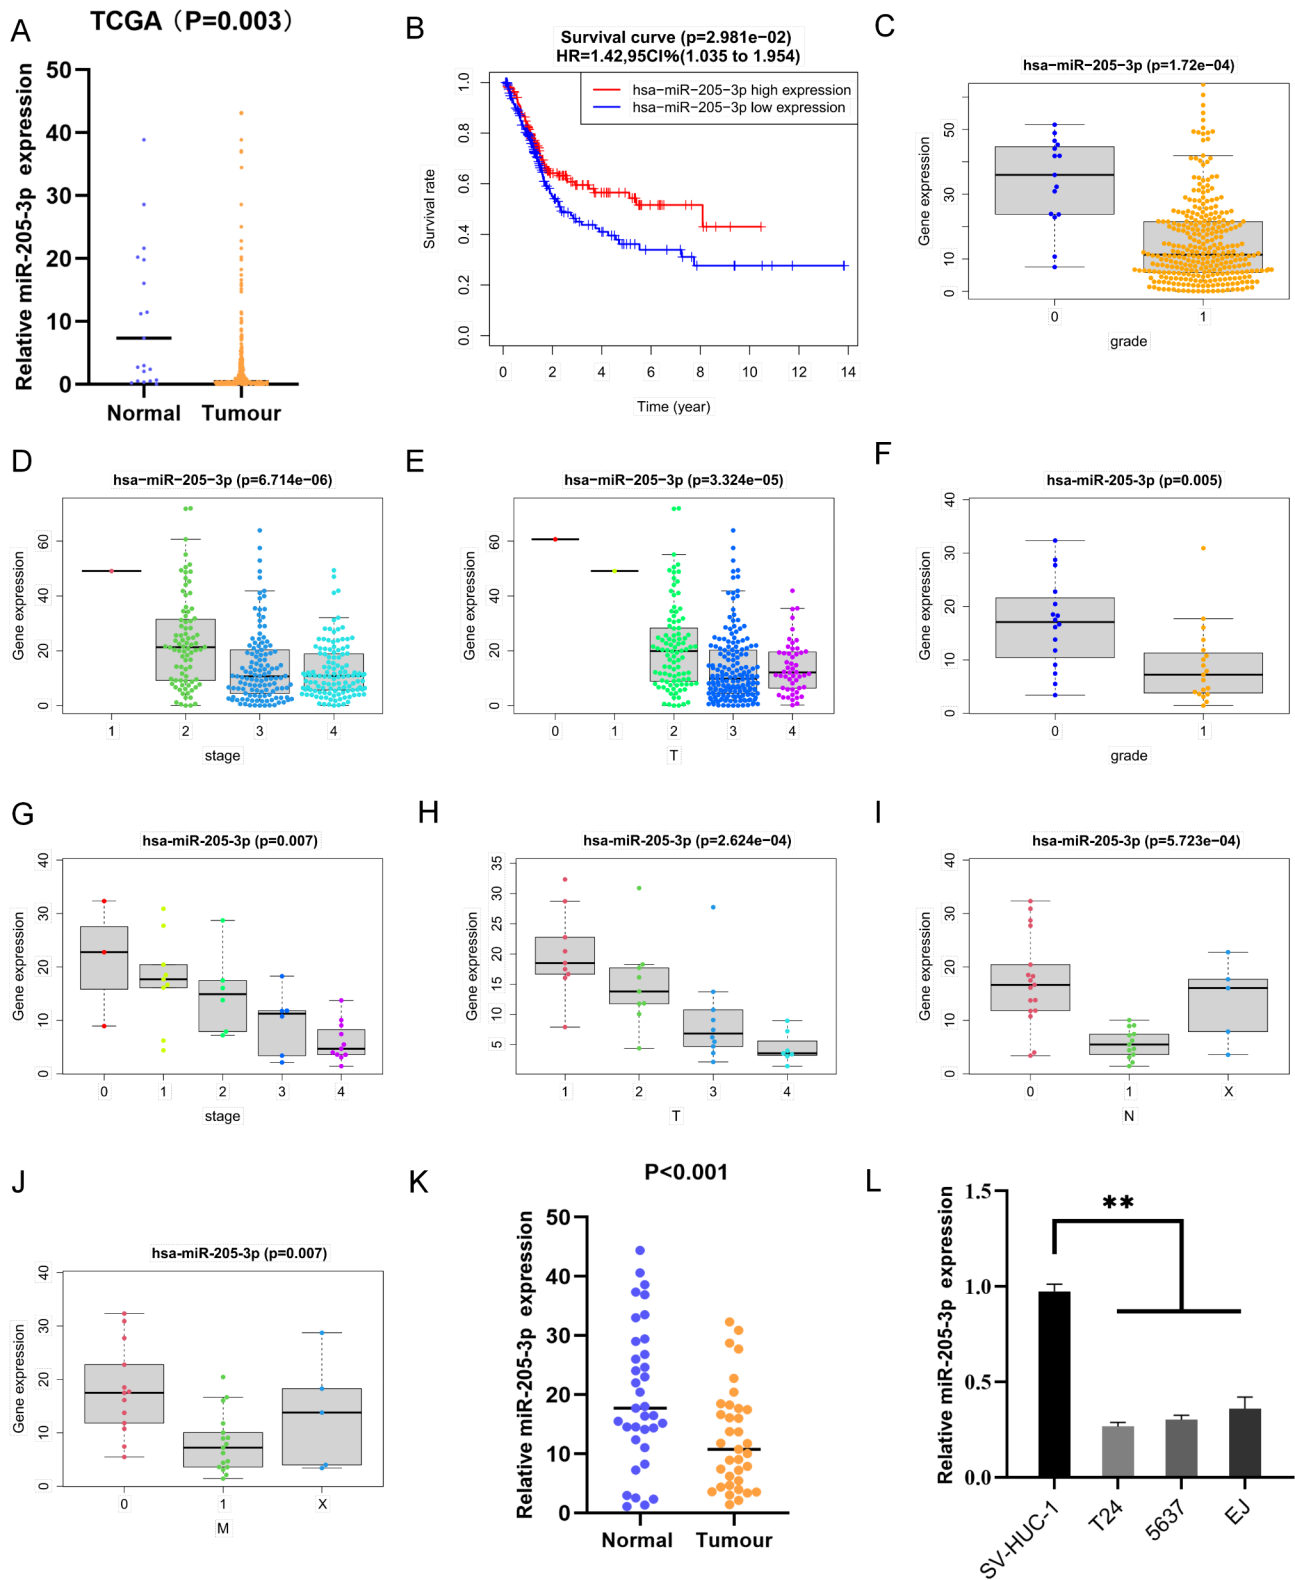 A
TCGA（P=0.003）
Relative miR-205-3p expression
50
40
30
20
10
0
Normal
Tumour
B
Survival curve (p=2.981e−02)
HR=1.42,95CI%(1.035 to 1.954)
hsa−miR−205−3p high expression
hsa−miR−205−3p low expression
Survival rate
1.0
0.8
0.6
0.4
0.2
0.0
0 2 4 6 8 10 12 14
Time (year)
C
hsa−miR−205−3p (p=1.72e−04)
Gene expression
50
30
10
0
0 1
grade
D
hsa−miR−205−3p (p=6.714e−06)
Gene expression
60
40
20
0
1 2 3 4
stage
E
hsa−miR−205−3p (p=3.324e−05)
Gene expression
60
40
20
0
0 1 2 3 4
T
F
hsa-miR-205-3p (p=0.005)
Gene expression
40
30
20
10
0
0 1
grade
G
hsa-miR-205-3p (p=0.007)
Gene expression
40
30
20
10
0
0 1 2 3 4
stage
H
hsa-miR-205-3p (p=2.624e−04)
Gene expression
35
30
25
20
15
10
5
1 2 3 4
T
I
hsa-miR-205-3p (p=5.723e−04)
Gene expression
40
30
20
10
0
0 1 X
N
J
hsa-miR-205-3p (p=0.007)
Gene expression
40
30
20
10
0
0 1 X
M
K
P<0.001
Relative miR-205-3p expression
50
40
30
20
10
0
Normal
Tumour
L
Relative miR-205-3p expression
1.5
1.0
0.5
0.0
**
SV-HUC-1
T24
5637
EJ